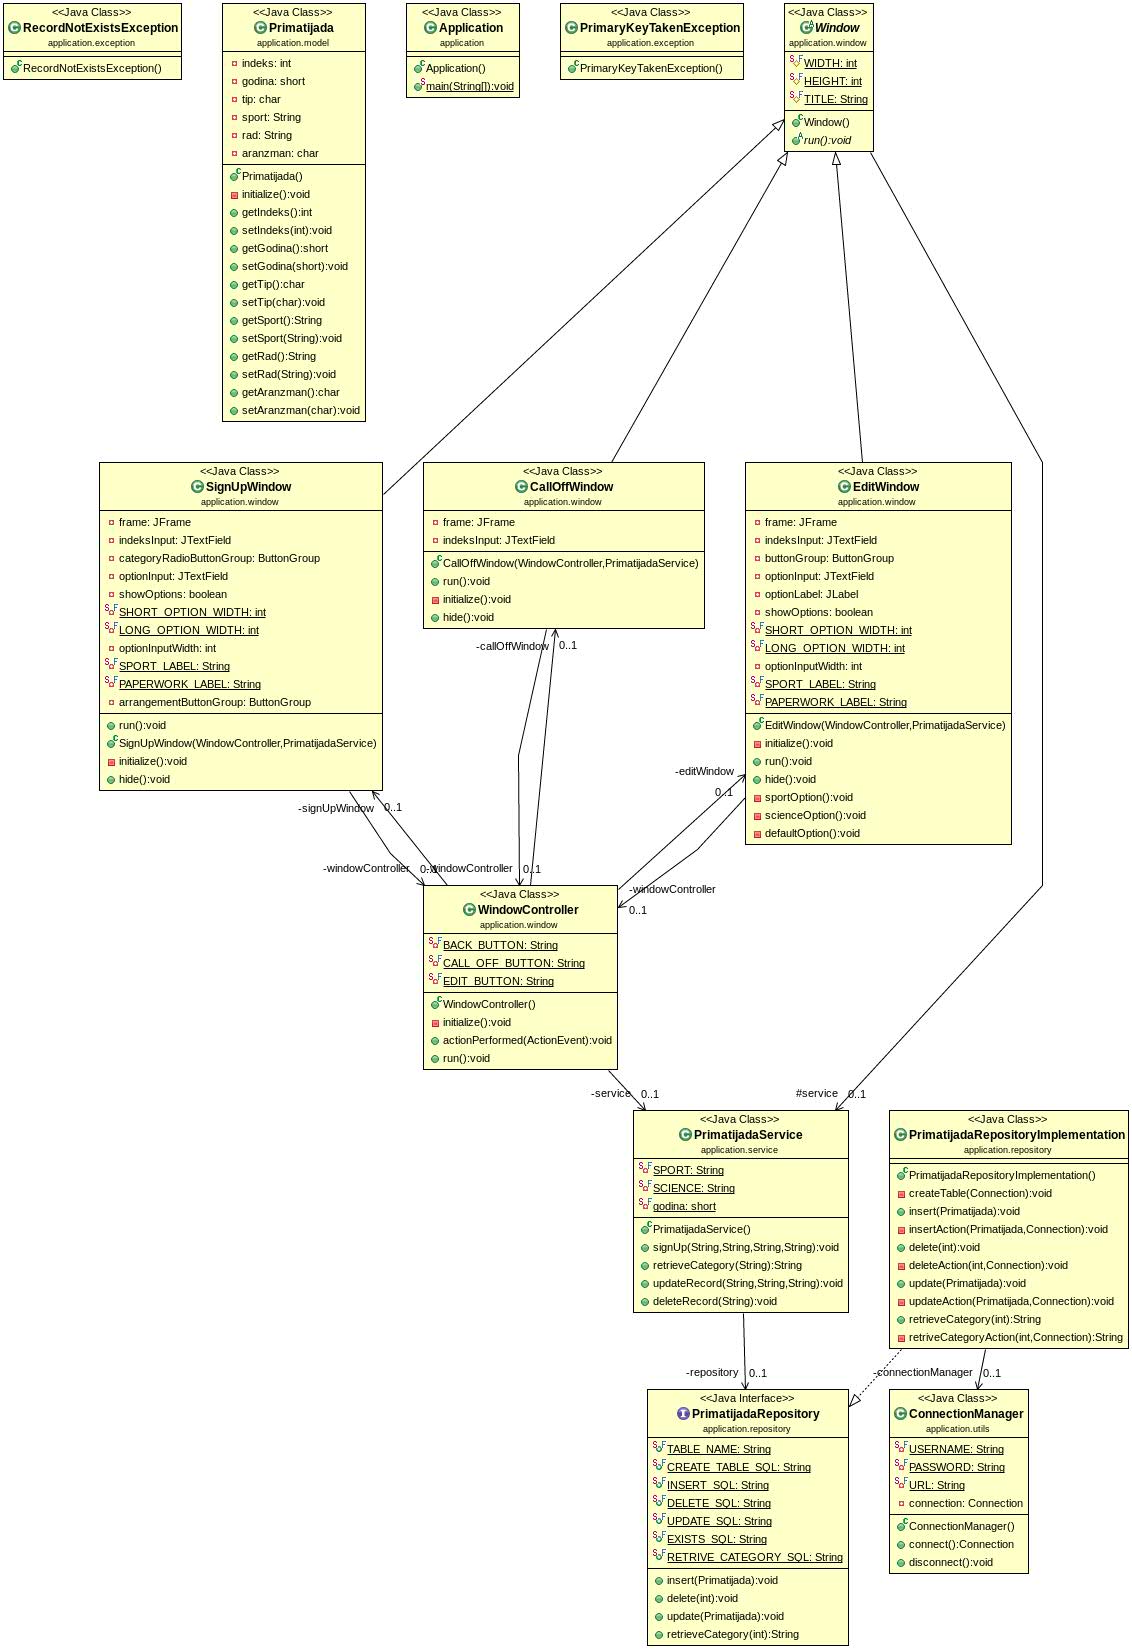 <<Java Class>>
RecordNotExistsException
application.exception
RecordNotExistsException()
<<Java Class>>
Primatijada
application.model
indeks: int
godina: short
tip: char
sport: String
rad: String
aranzman: char
Primatijada()
initialize():void
getIndeks():int
setIndeks(int):void
getGodina():short
setGodina(short):void
getTip():char
setTip(char):void
getSport():String
setSport(String):void
getRad():String
setRad(String):void
getAranzman():char
setAranzman(char):void
<<Java Class>>
Application
application
Application()
main(String[]):void
<<Java Class>>
PrimaryKeyTakenException
application.exception
PrimaryKeyTakenException()
<<Java Class>>
Window
application.window
WIDTH: int
HEIGHT: int
TITLE: String
Window()
run():void
<<Java Class>>
SignUpWindow
application.window
frame: JFrame
indeksInput: JTextField
categoryRadioButtonGroup: ButtonGroup
optionInput: JTextField
showOptions: boolean
SHORT_OPTION_WIDTH: int
LONG_OPTION_WIDTH: int
optionInputWidth: int
SPORT_LABEL: String
PAPERWORK_LABEL: String
arrangementButtonGroup: ButtonGroup
run():void
SignUpWindow(WindowController,PrimatijadaService)
initialize():void
hide():void
<<Java Class>>
CallOffWindow
application.window
frame: JFrame
indeksInput: JTextField
CallOffWindow(WindowController,PrimatijadaService)
run():void
initialize():void
hide():void
<<Java Class>>
EditWindow
application.window
frame: JFrame
indeksInput: JTextField
buttonGroup: ButtonGroup
optionInput: JTextField
optionLabel: JLabel
showOptions: boolean
SHORT_OPTION_WIDTH: int
LONG_OPTION_WIDTH: int
optionInputWidth: int
SPORT_LABEL: String
PAPERWORK_LABEL: String
EditWindow(WindowController,PrimatijadaService)
initialize():void
run():void
hide():void
sportOption():void
scienceOption():void
defaultOption():void
-callOffWindow 0..1
-editWindow
0..1
-signUpWindow 0..1
-windowController 0..1
-windowController 0..1
-windowController
0..1
<<Java Class>>
WindowController
application.window
BACK_BUTTON: String
CALL_OFF_BUTTON: String
EDIT_BUTTON: String
WindowController()
initialize():void
actionPerformed(ActionEvent):void
run():void
-service 0..1
#service 0..1
<<Java Class>>
PrimatijadaService
application.service
SPORT: String
SCIENCE: String
godina: short
PrimatijadaService()
signUp(String,String,String,String):void
retrieveCategory(String):String
updateRecord(String,String,String):void
deleteRecord(String):void
<<Java Class>>
PrimatijadaRepositoryImplementation
application.repository
PrimatijadaRepositoryImplementation()
createTable(Connection):void
insert(Primatijada):void
insertAction(Primatijada,Connection):void
delete(int):void
deleteAction(int,Connection):void
update(Primatijada):void
updateAction(Primatijada,Connection):void
retrieveCategory(int):String
retriveCategoryAction(int,Connection):String
-repository 0..1
-connectionManager 0..1
<<Java Interface>>
PrimatijadaRepository
application.repository
TABLE_NAME: String
CREATE_TABLE_SQL: String
INSERT_SQL: String
DELETE_SQL: String
UPDATE_SQL: String
EXISTS_SQL: String
RETRIVE_CATEGORY_SQL: String
insert(Primatijada):void
delete(int):void
update(Primatijada):void
retrieveCategory(int):String
<<Java Class>>
ConnectionManager
application.utils
USERNAME: String
PASSWORD: String
URL: String
connection: Connection
ConnectionManager()
connect():Connection
disconnect():void